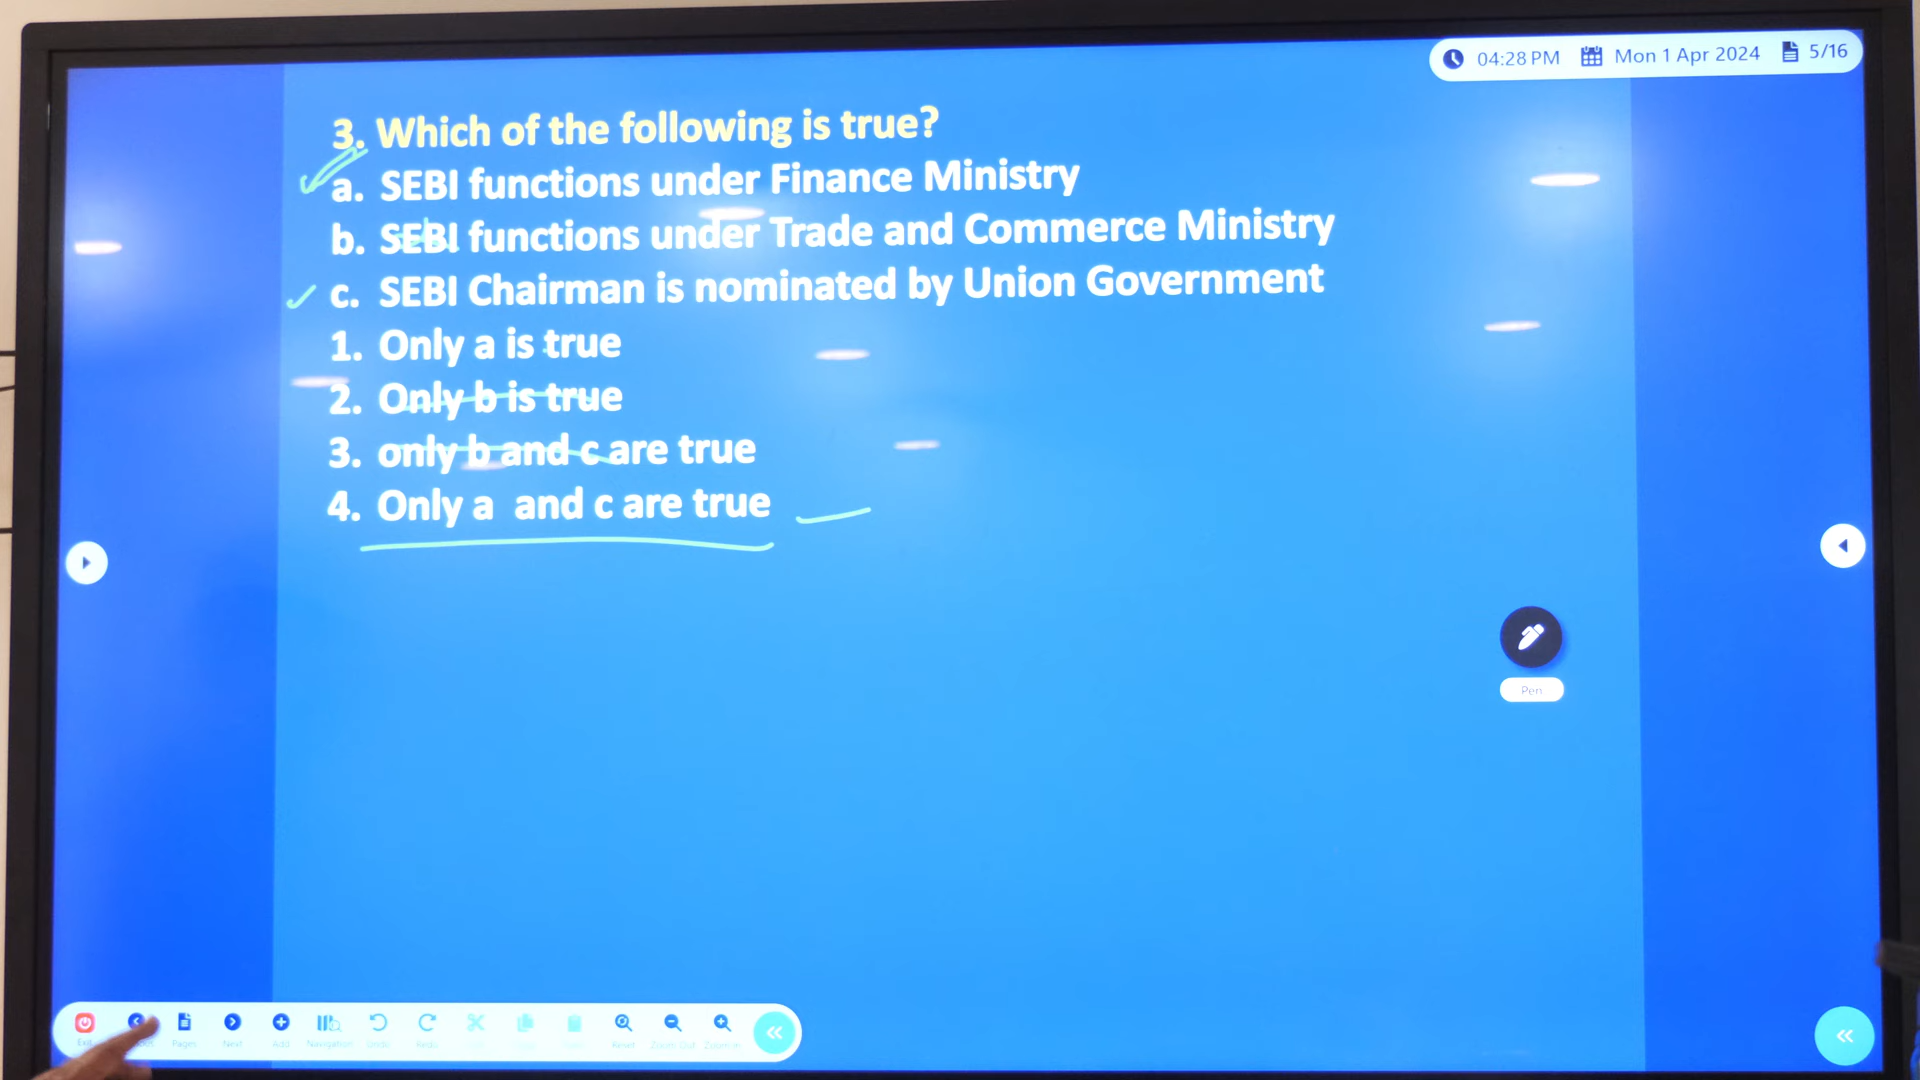 04:28 PM Mon 1 Apr 2024 5/16
3. Which of the following is true?
a. SEBI functions under Finance Ministry
b. SEBI functions under Trade and Commerce Ministry
c. SEBI Chairman is nominated by Union Government
1. Only a is true
2. Only b is true
3. only b and c are true
4. Only a and c are true
Pen
Exit Pages Next Add Navigation Undo Redo Reset Zoom Out Zoom In